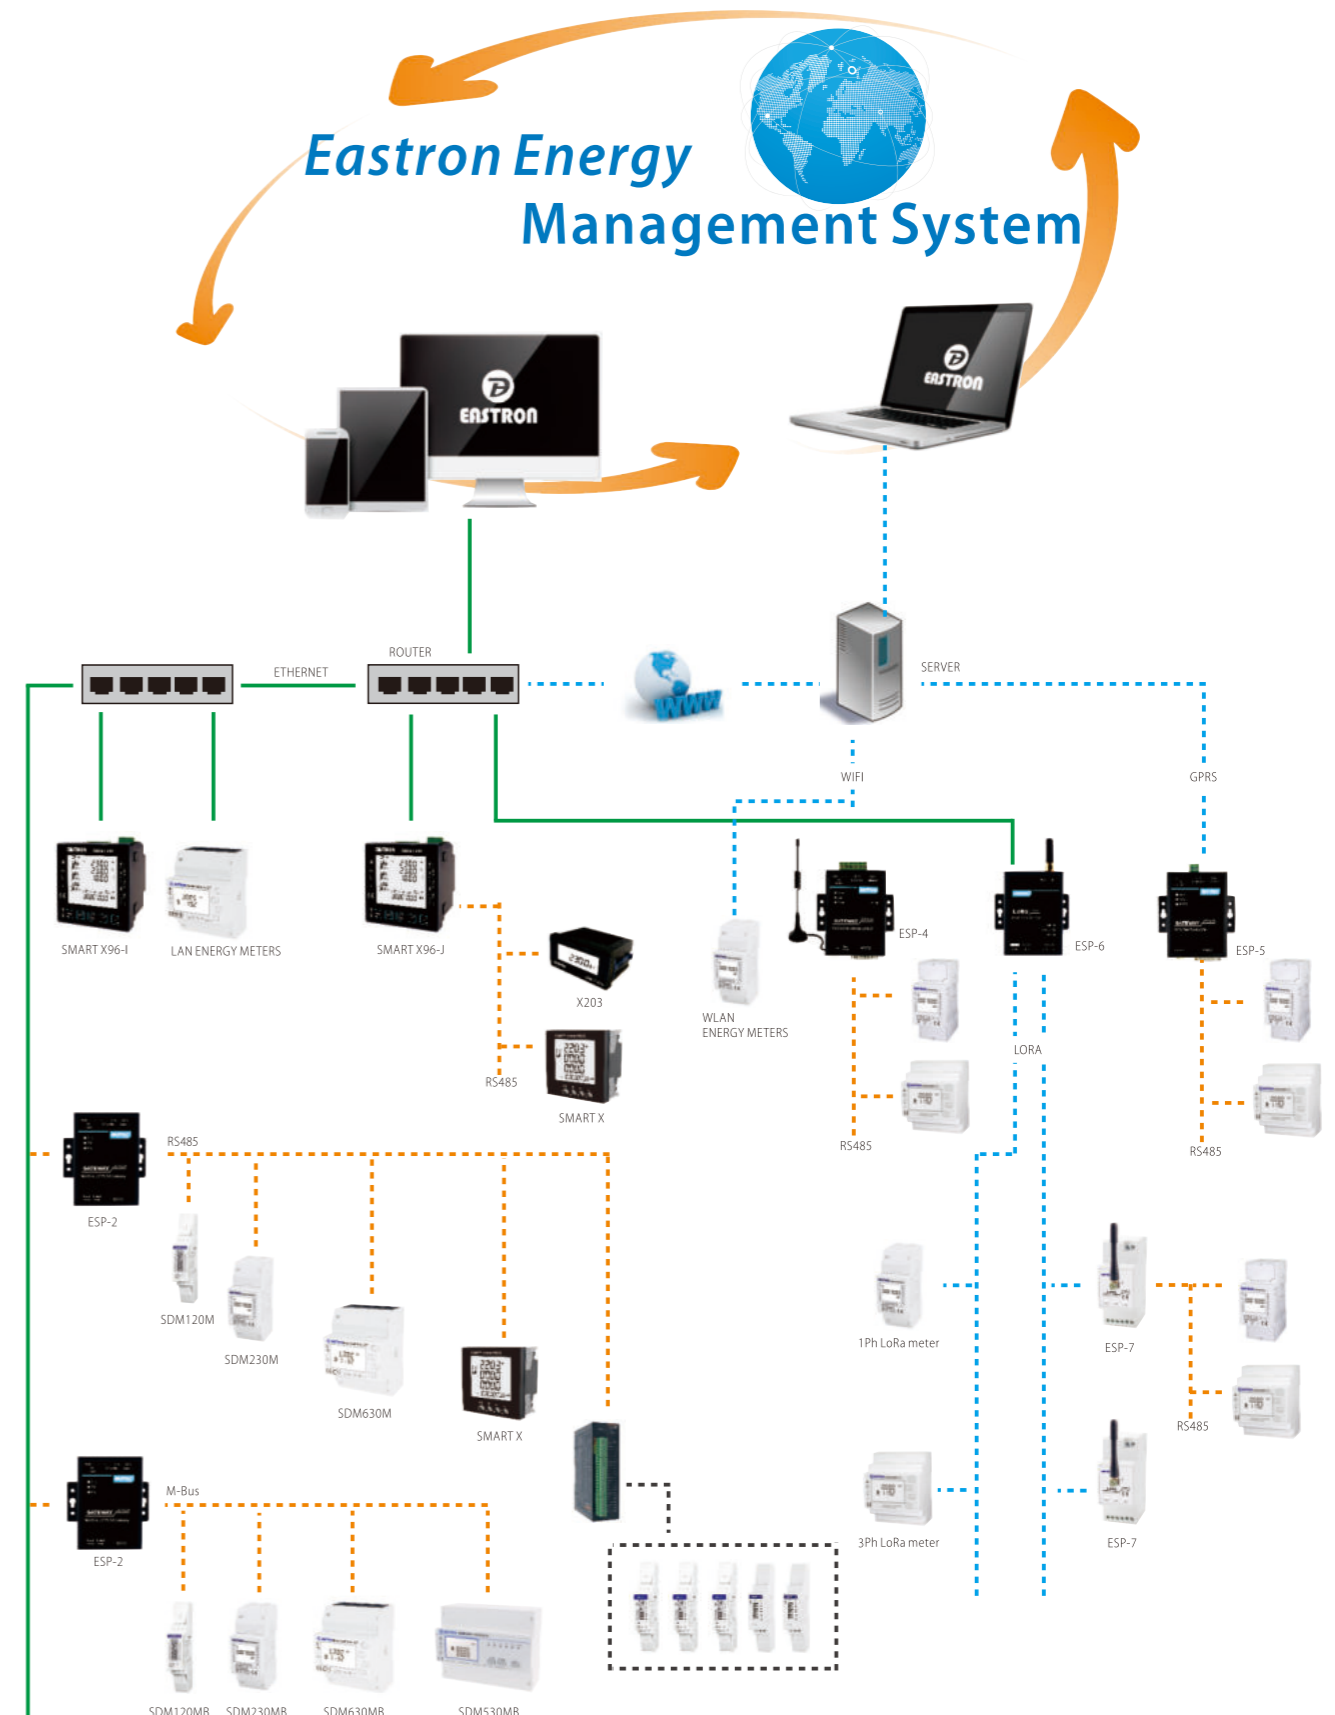 Eastron Energy
Management System
EASTRON
EASTRON
ROUTER
ETHERNET
SERVER
WWW
WIFI
GPRS
SMART X96-I
LAN ENERGY METERS
SMART X96-J
ESP-4
ESP-6
ESP-5
X203
WLAN
ENERGY METERS
LORA
RS485
SMART X
RS485
RS485
RS485
ESP-2
SDM120M
SDM230M
SDM630M
SMART X
1Ph LoRa meter
ESP-7
RS485
M-Bus
ESP-2
3Ph LoRa meter
ESP-7
SDM120MB
SDM230MB
SDM630MB
SDM530MB